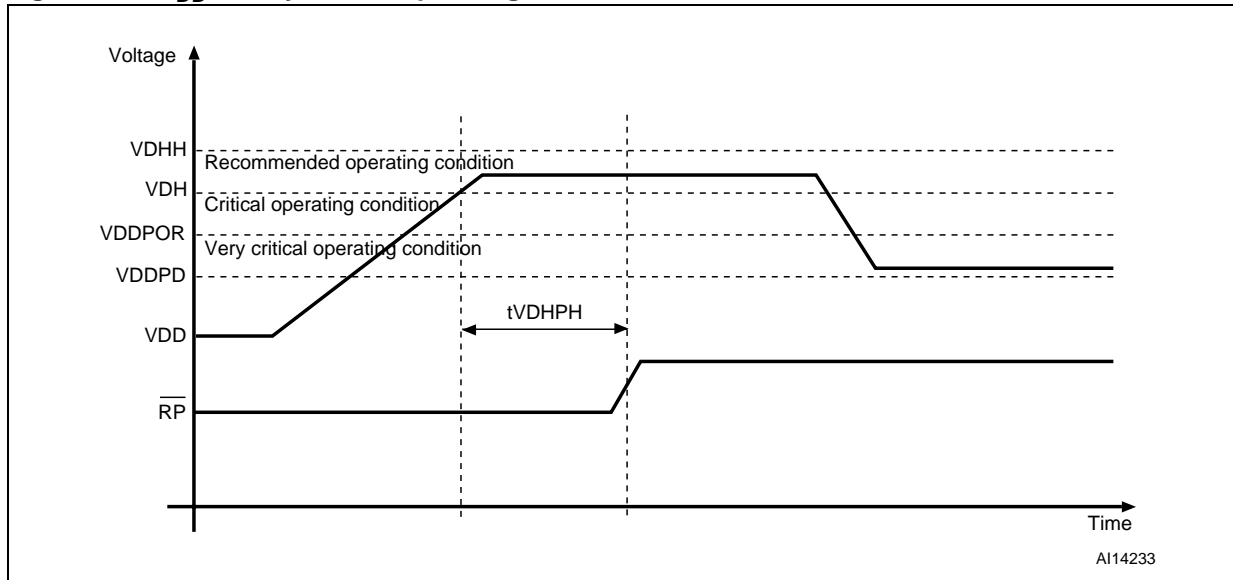 Voltage
VDHH
Recommended operating condition
VDH
Critical operating condition
VDDPOR
Very critical operating condition
VDDPD
tVDHPH
VDD
RP
Time
AI14233